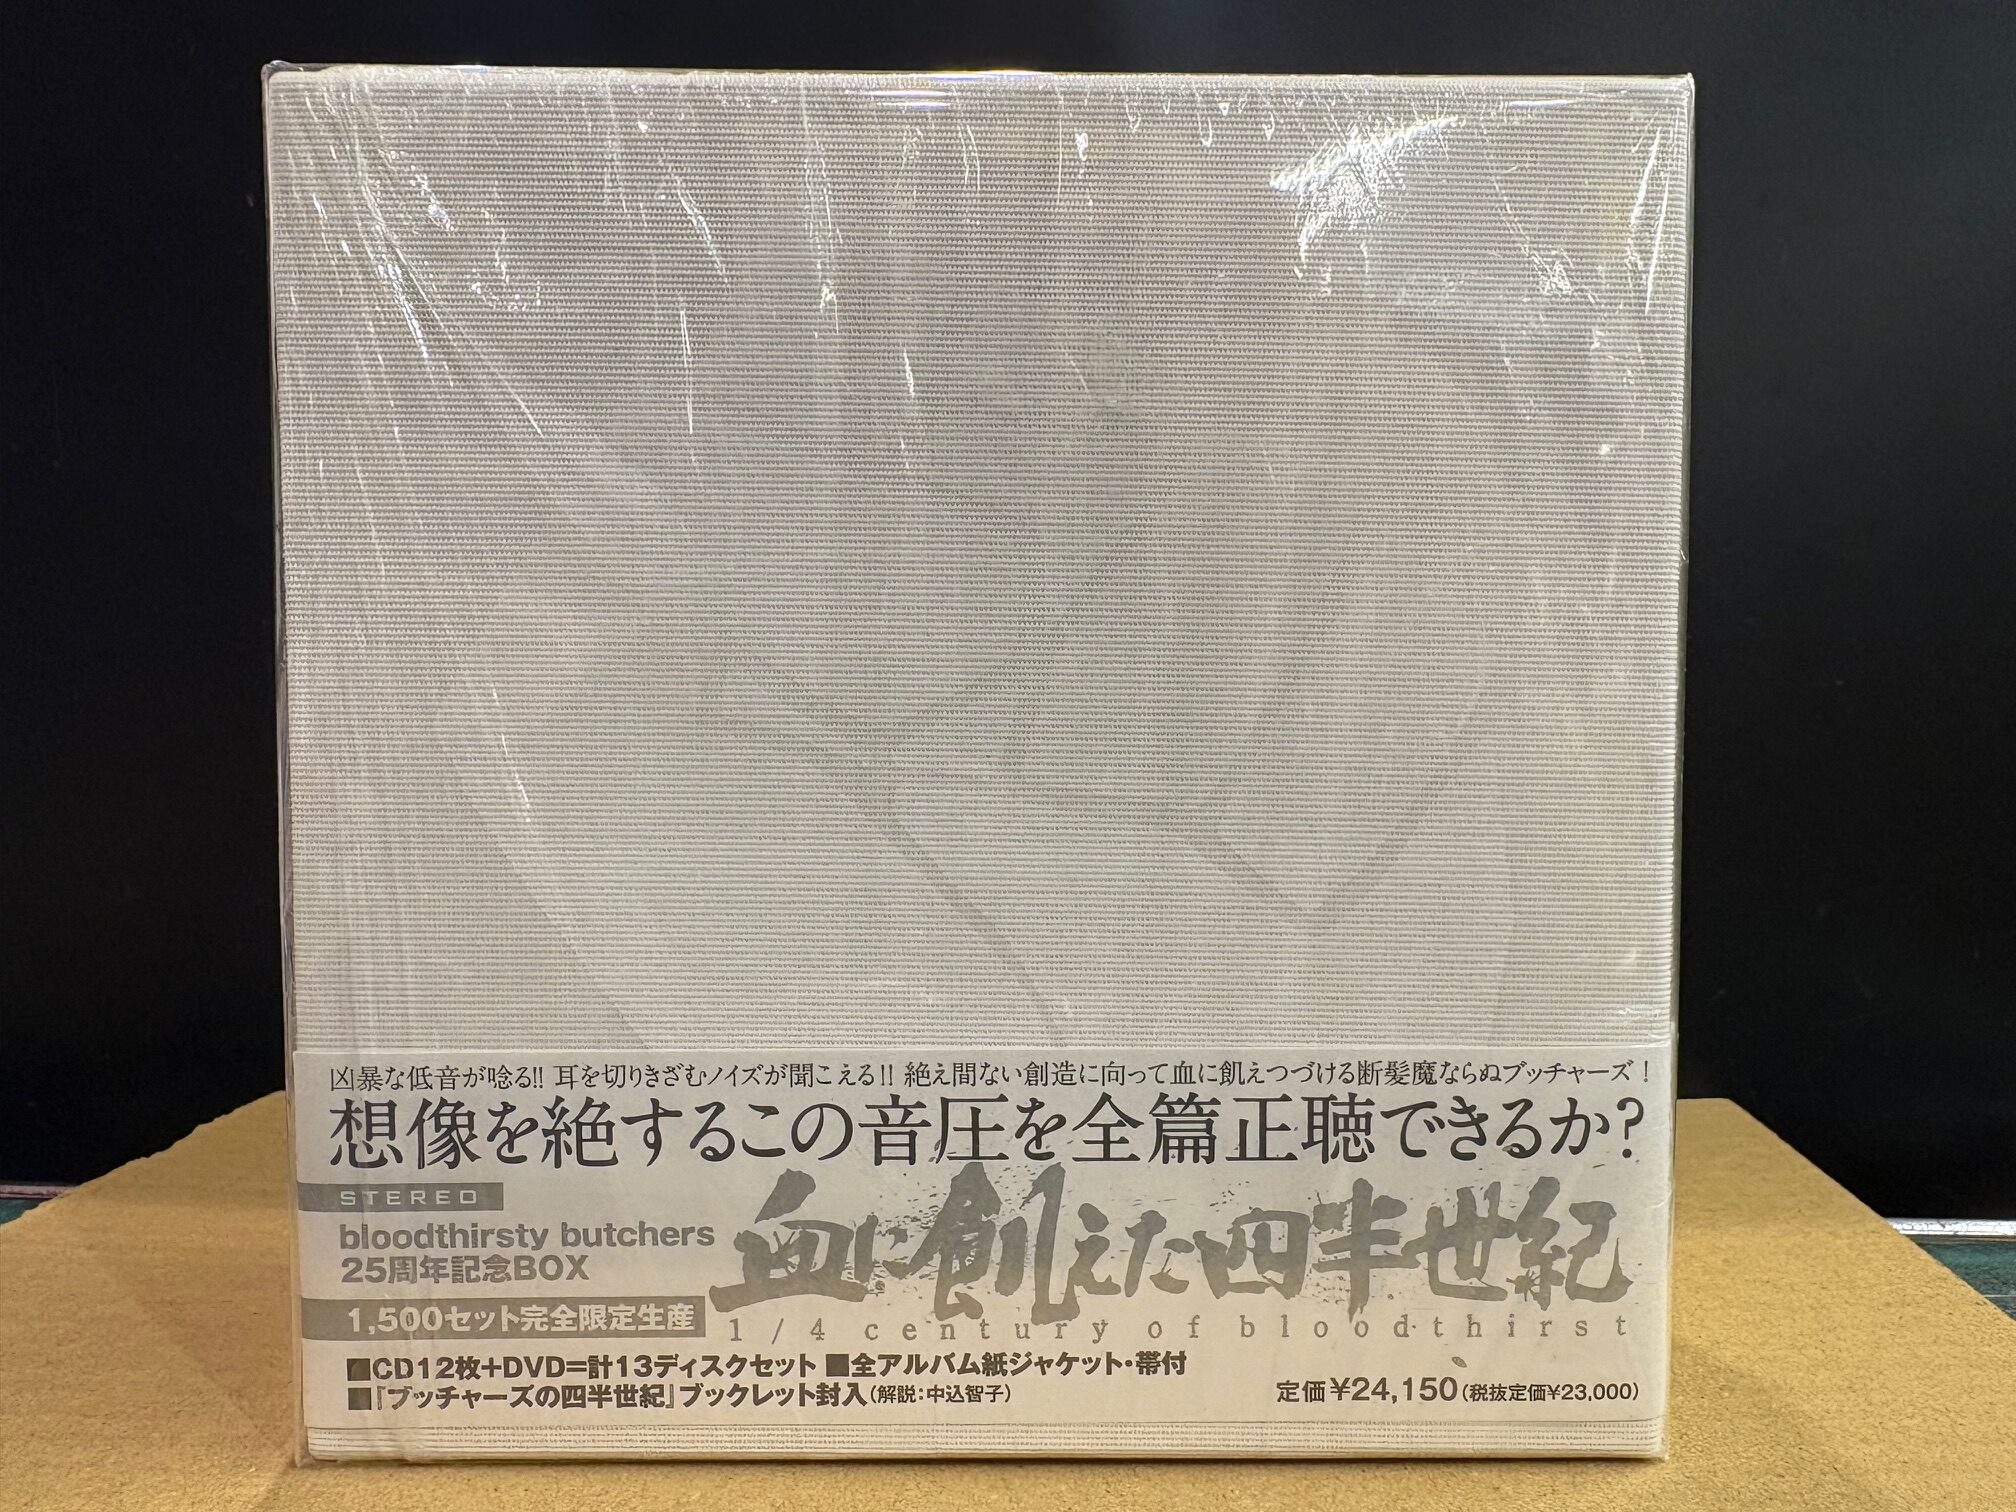 凶暴な低音が唸る!! 耳を切りきざむノイズが聞こえる!! 絶え間ない創造に向って血に飢えつづける断髪魔ならぬブッチャーズ！
想像を絶するこの音圧を全篇正聴できるか?
STEREO
bloodthirsty butchers
25周年記念BOX
血に飢えた四半世紀
1,500セット完全限定生産
1/4 century of bloodthirst
■CD12枚+DVD=計13ディスクセット ■全アルバム紙ジャケット・帯付
■『ブッチャーズの四半世紀』ブックレット封入(解説:中込智子)
定価¥24,150(税抜定価¥23,000)